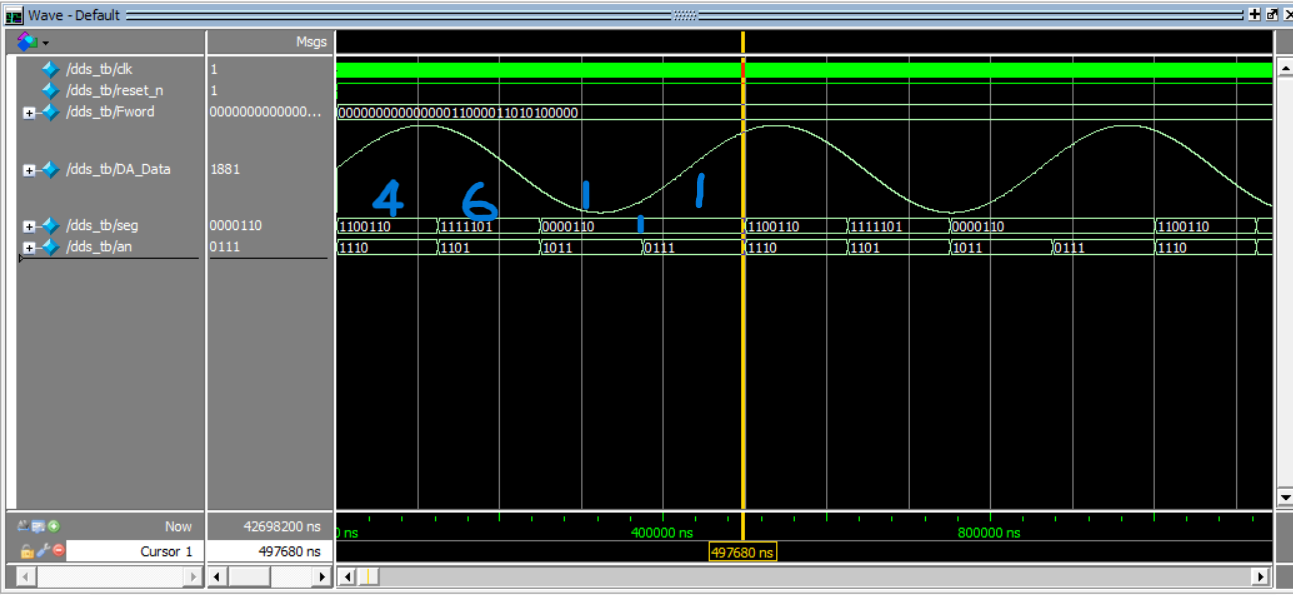 Wave - Default
Msgs
/dds_tb/clk 1
/dds_tb/reset_n 1
/dds_tb/Fword 0000000000000... 00000000000000011000011010100000
/dds_tb/DA_Data 1881
4 6 1 1
/dds_tb/seg 0000110 1100110 1111101 0000110 1100110 1111101 0000110 1100110
/dds_tb/an 0111 1110 1101 1011 0111 1110 1101 1011 0111 1110
Now 42698200 ns 0 ns 400000 ns 800000 ns
Cursor 1 497680 ns 497680 ns